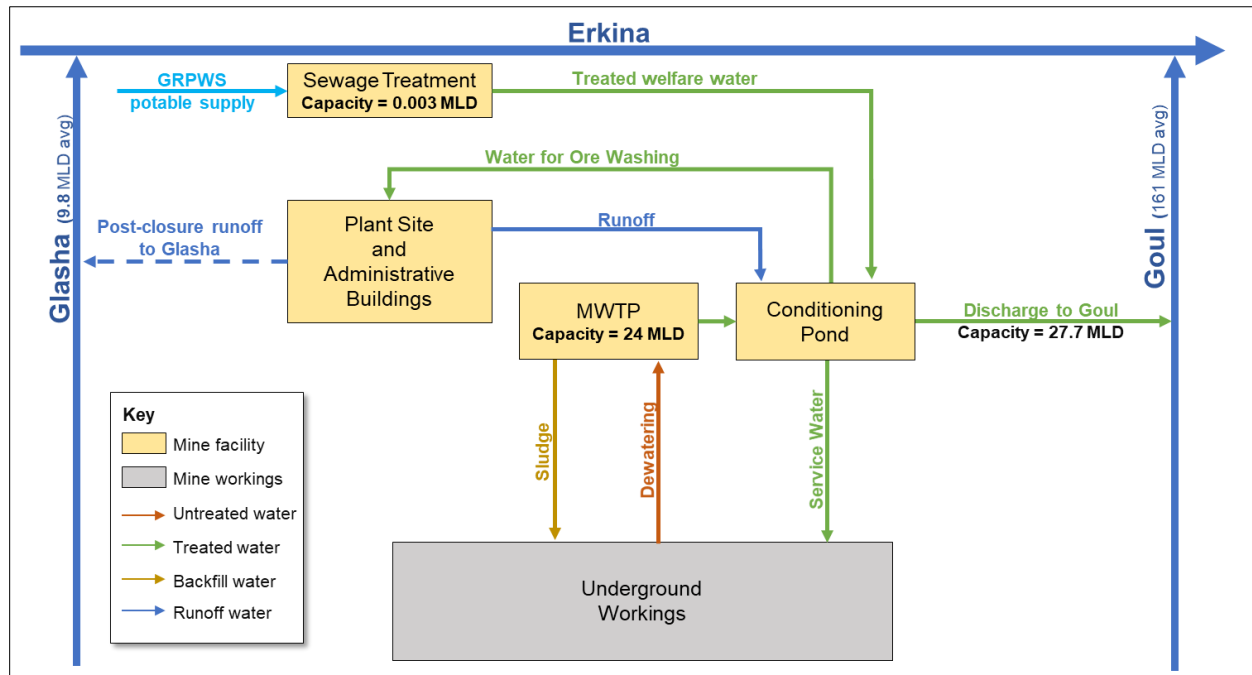 Erkina
GRPWS
potable supply
Sewage Treatment
Capacity = 0.003 MLD
Treated welfare water
Water for Ore Washing
Glasha (9.8 MLD avg)
Goul (161 MLD avg)
Post-closure runoff
to Glasha
Plant Site
and
Administrative
Buildings
Runoff
MWTP
Capacity = 24 MLD
Conditioning
Pond
Discharge to Goul
Capacity = 27.7 MLD
Sludge
Dewatering
Service Water
Key
Mine facility
Mine workings
Untreated water
Treated water
Backfill water
Runoff water
Underground
Workings